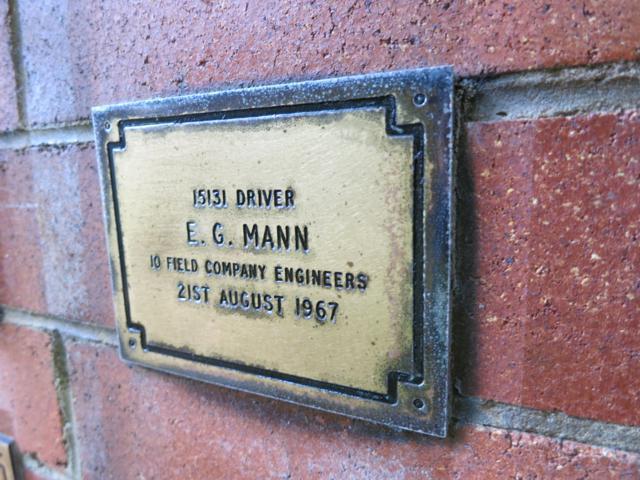 15131 DRIVER
E. G. MANN
10 FIELD COMPANY ENGINEERS
21ST AUGUST 1967